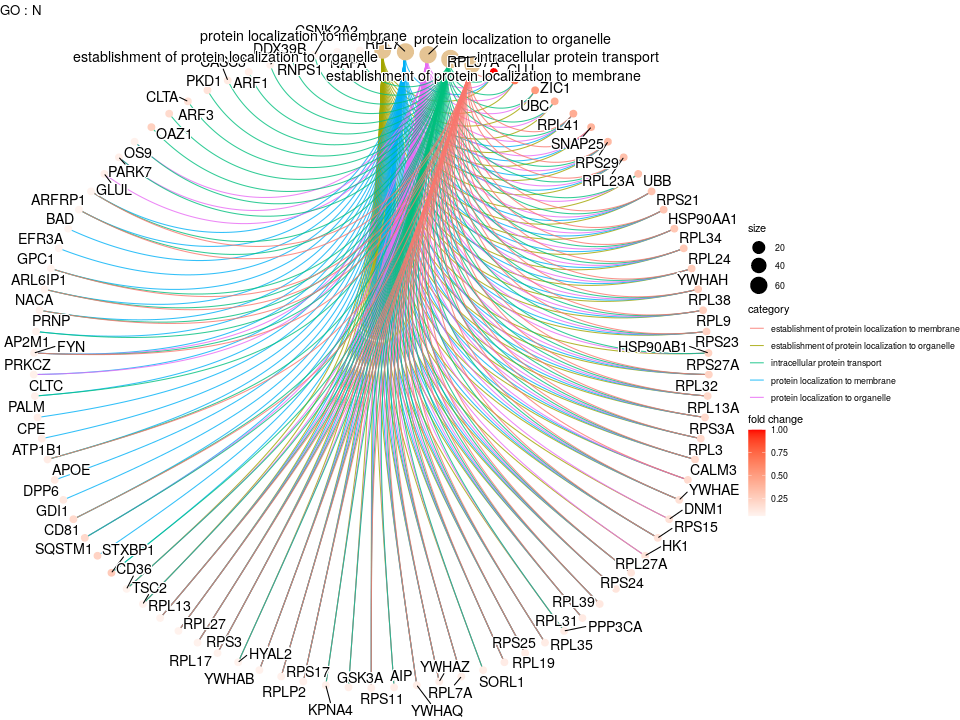 GO : N
CSNK2A2
protein localization to membrane
protein localization to organelle
DDX39B
RPL7
establishment of protein localization to organelle
intracellular protein transport
RPL37A
CLU
RNPS1
establishment of protein localization to membrane
PKD1
ARF1
ZIC1
CLTA
UBC
ARF3
RPL41
OAZ1
SNAP25
OS9
RPS29
PARK7
RPL23A
UBB
GLUL
ARFRP1
RPS21
BAD
HSP90AA1
EFR3A
RPL34
GPC1
RPL24
ARL6IP1
YWHAH
NACA
RPL38
PRNP
RPL9
AP2M1
FYN
HSP90AB1
RPS23
PRKCZ
RPS27A
CLTC
RPL32
PALM
RPL13A
CPE
RPS3A
ATP1B1
RPL3
APOE
CALM3
DPP6
YWHAE
GDI1
DNM1
CD81
RPS15
SQSTM1
STXBP1
HK1
CD36
RPL27A
TSC2
RPS24
RPL13
RPL39
RPL27
RPL31
PPP3CA
RPS3
RPS25
RPL35
RPL17
HYAL2
RPL19
YWHAB
RPS17
GSK3A
AIP
YWHAZ
SORL1
RPLP2
RPS11
RPL7A
KPNA4
YWHAQ
size
20
40
60
category
establishment of protein localization to membrane
establishment of protein localization to organelle
intracellular protein transport
protein localization to membrane
protein localization to organelle
fold change
1.00
0.75
0.50
0.25